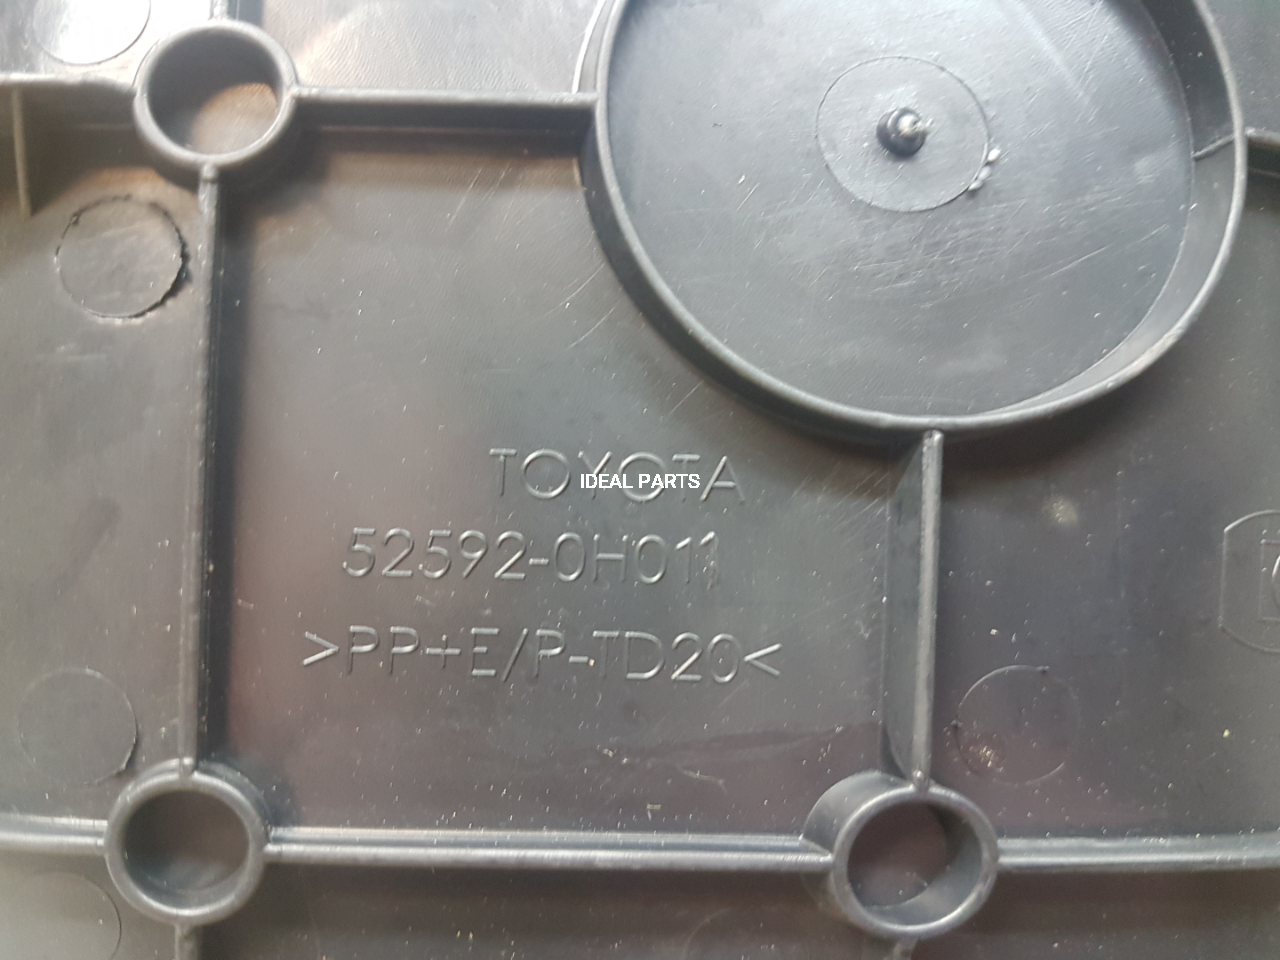 TOYOTA
IDEAL PARTS
52592-0H011
>PP+E/P-TD20<